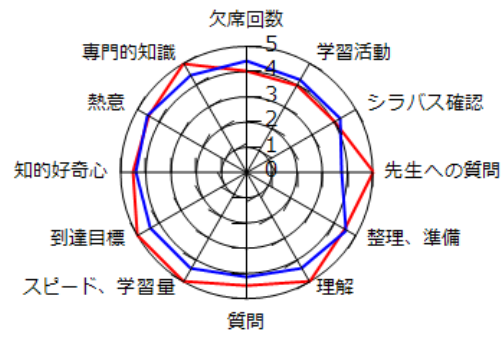 欠席回数
専門的知識
学習活動
熱意
シラバス確認
知的好奇心
先生への質問
到達目標
整理、準備
スピード、学習量
理解
質問
5
4
3
2
1
0